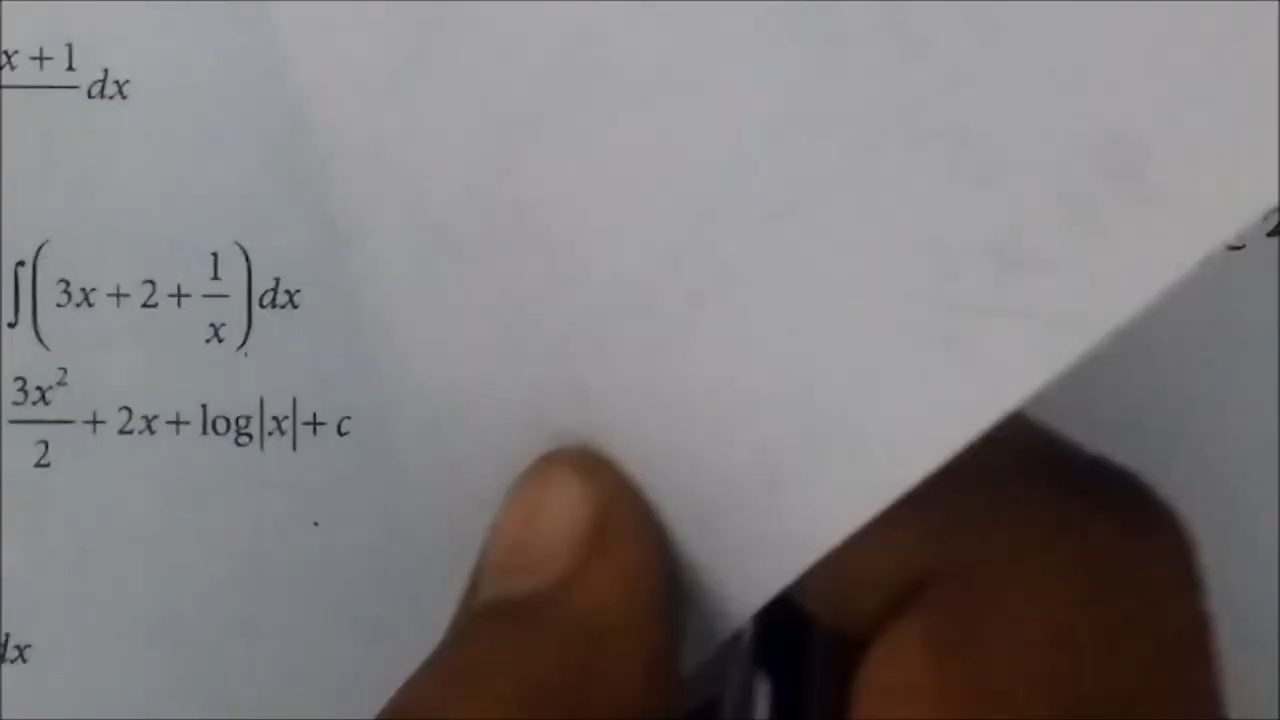 x + 1 dx
∫(3x + 2 + 1/x)dx
3x²/2 + 2x + log|x| + c
dx